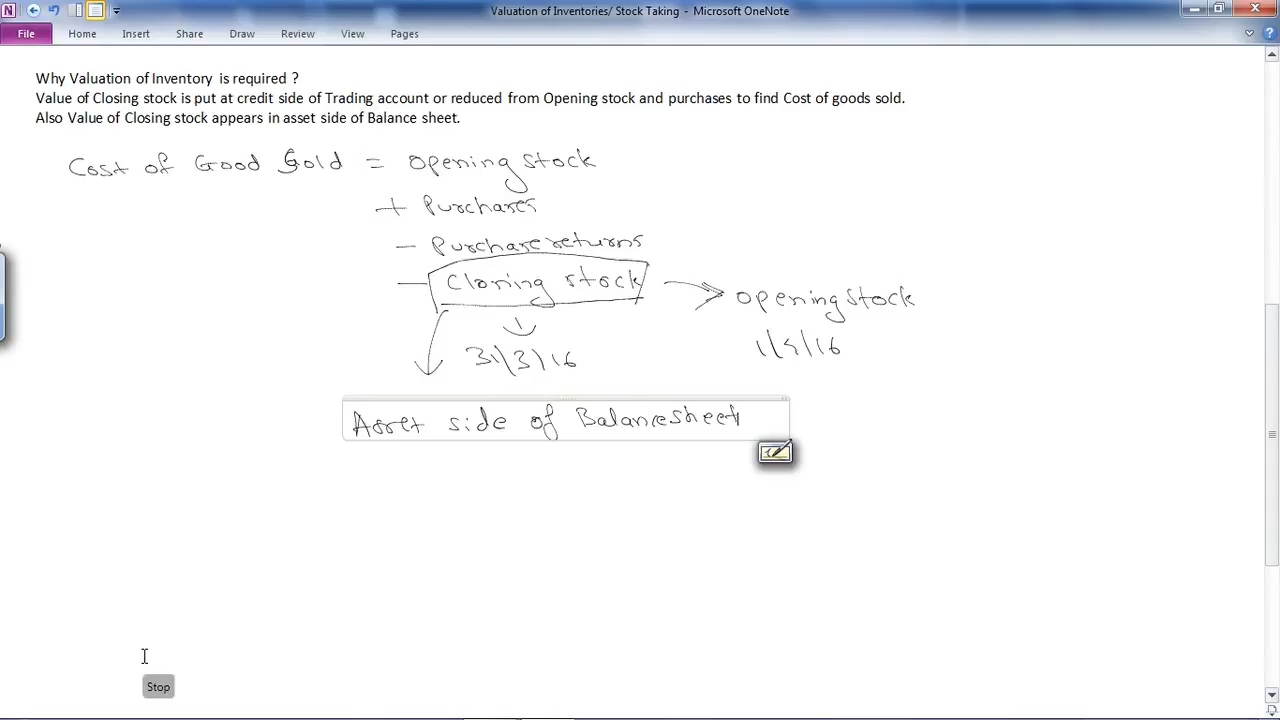 Valuation of Inventories/ Stock Taking - Microsoft OneNote
File Home Insert Share Draw Review View Pages
Why Valuation of Inventory is required ?
Value of Closing stock is put at credit side of Trading account or reduced from Opening stock and purchases to find Cost of goods sold.
Also Value of Closing stock appears in asset side of Balance sheet.
Cost of Good Sold = Opening stock
+ Purchases
- Purchase returns
- Closing stock
Opening stock
31/3/16
1/4/16
Asset side of Balancesheet
Stop